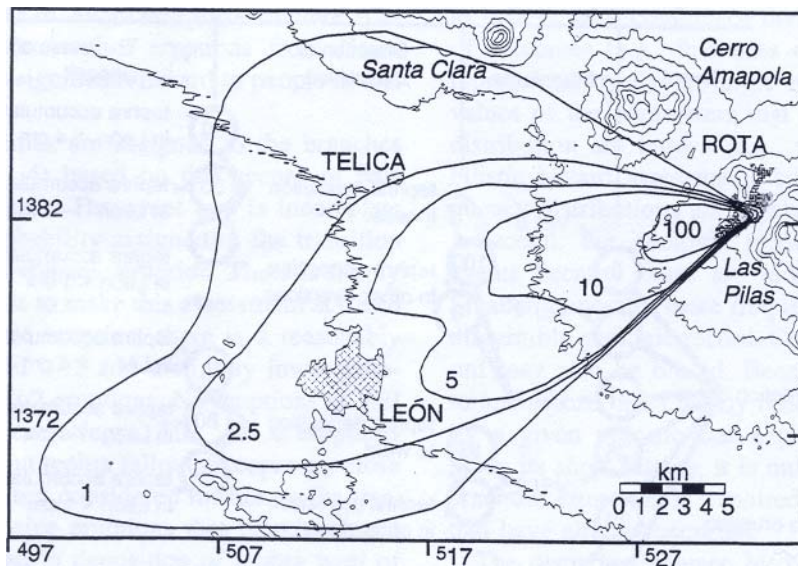 Santa Clara
Cerro
Amapola
TELICA
ROTA
1382
100
Las
Pilas
10
5
LEÓN
1372
2.5
1
km
0 1 2 3 4 5
497
507
517
527